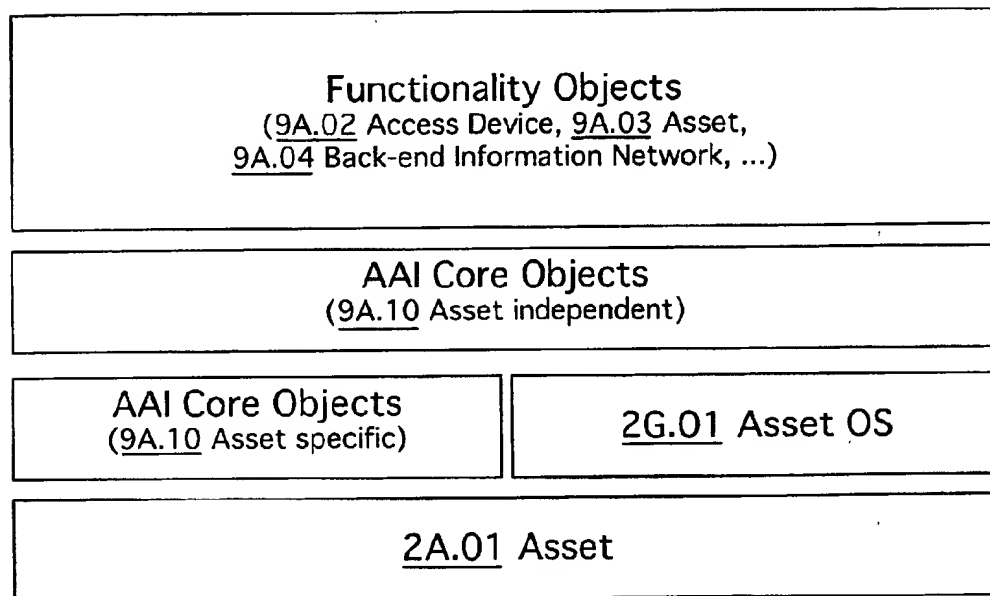 Functionality Objects
(9A.02 Access Device, 9A.03 Asset,
9A.04 Back-end Information Network, ...)
AAI Core Objects
(9A.10 Asset independent)
AAI Core Objects
(9A.10 Asset specific)
2G.01 Asset OS
2A.01 Asset